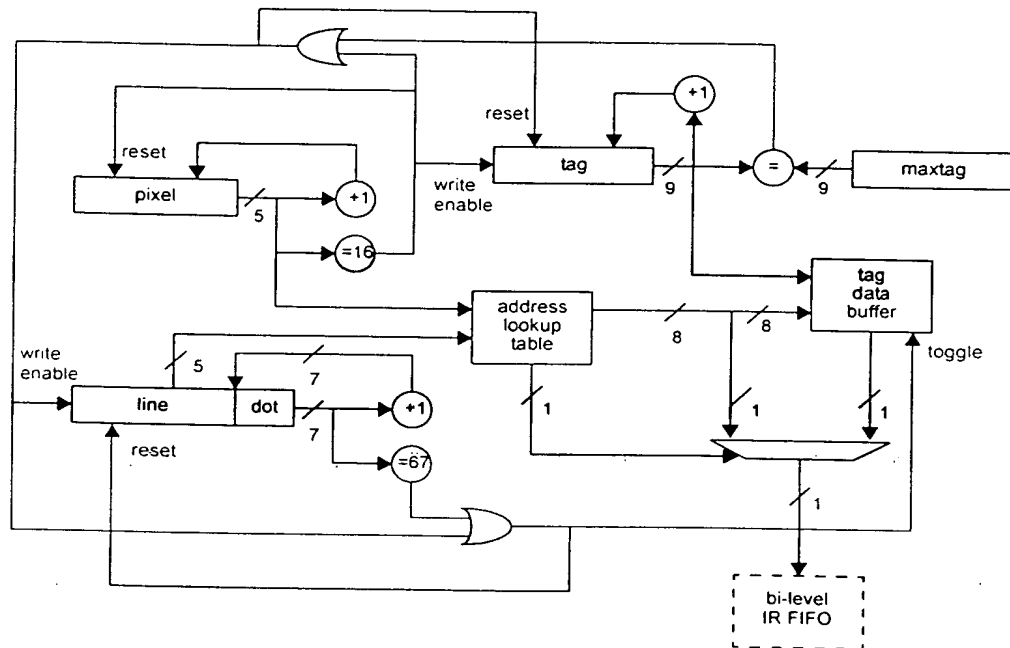 +1
reset
reset
tag
9
=
9
maxtag
write
enable
pixel
5
+1
=16
address
lookup
table
8
8
tag
data
buffer
toggle
write
enable
5
7
line
dot
7
+1
1
1
1
reset
=67
1
bi-level
IR FIFO